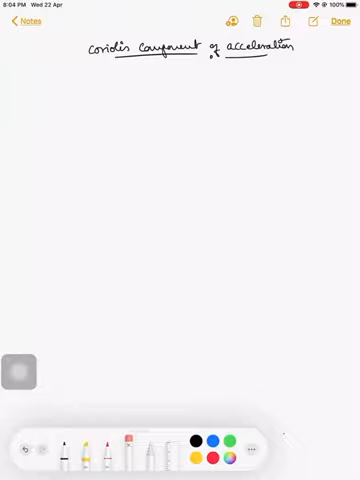 8:04 PM Wed 22 Apr 100%
Notes Done
coriolis component of acceleration